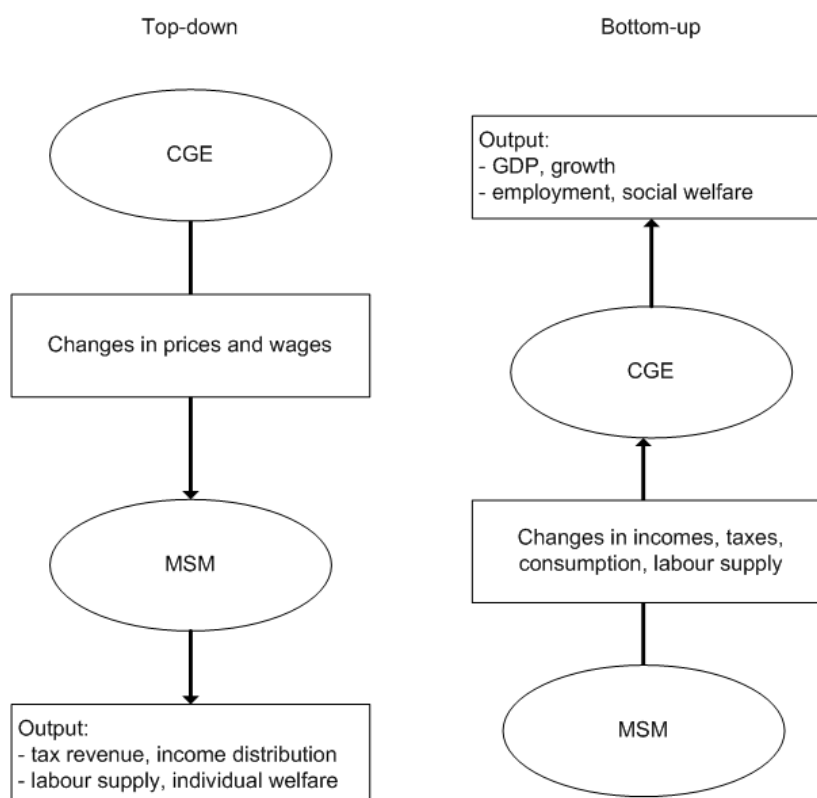 Top-down
CGE
Changes in prices and wages
MSM
Output:
- tax revenue, income distribution
- labour supply, individual welfare
Bottom-up
Output:
- GDP, growth
- employment, social welfare
CGE
Changes in incomes, taxes,
consumption, labour supply
MSM